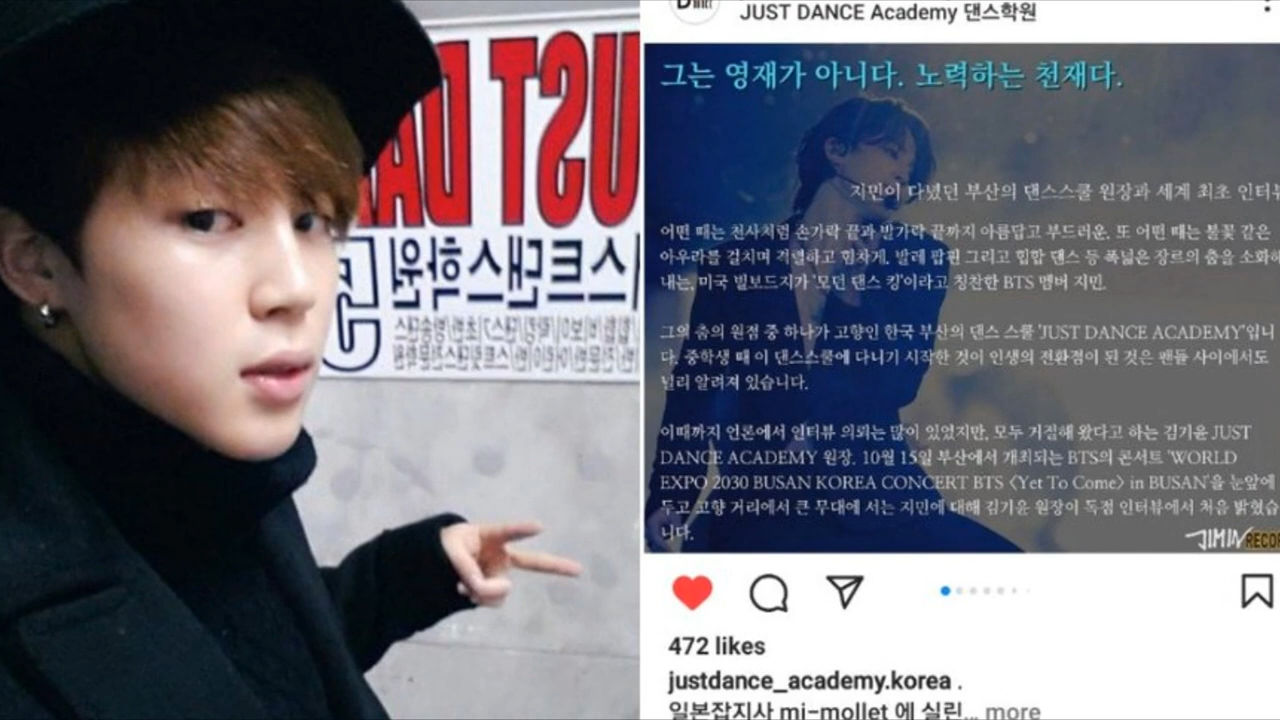 JUST DA
스트댄스학원
JUST DANCE Academy 댄스학원
그는 영재가 아니다. 노력하는 천재다.
지민이 다녔던 부산의 댄스스쿨 원장과 세계 최초 인터뷰
어떤 때는 천사처럼 손가락 끝과 발가락 끝까지 아름답고 부드러운, 또 어떤 때는 불꽃 같은
아우라를 걸치며 격렬하고 힘차게, 발레 팝핀 그리고 힙합 댄스 등 폭넓은 장르의 춤을 소화해
내는, 미국 빌보드지가 '모던 댄스 킹'이라고 칭찬한 BTS 멤버 지민.
그의 춤의 원점 중 하나가 고향인 한국 부산의 댄스 스쿨 'JUST DANCE ACADEMY'입니
다. 중학생 때 이 댄스스쿨에 다니기 시작한 것이 인생의 전환점이 된 것은 팬들 사이에서도
널리 알려져 있습니다.
이때까지 언론에서 인터뷰 의뢰는 많이 있었지만, 모두 거절해 왔다고 하는 김기윤 JUST
DANCE ACADEMY 원장. 10월 15일 부산에서 개최되는 BTS의 콘서트 'WORLD
EXPO 2030 BUSAN KOREA CONCERT BTS <Yet To Come> in BUSAN'을 눈앞에
두고 고향 거리에서 큰 무대에 서는 지민에 대해 김기윤 원장이 독점 인터뷰에서 처음 밝혔습
니다.
JIMIN RECOR
472 likes
justdance_academy.korea .
일본잡지사 mi-mollet 에 실린... more